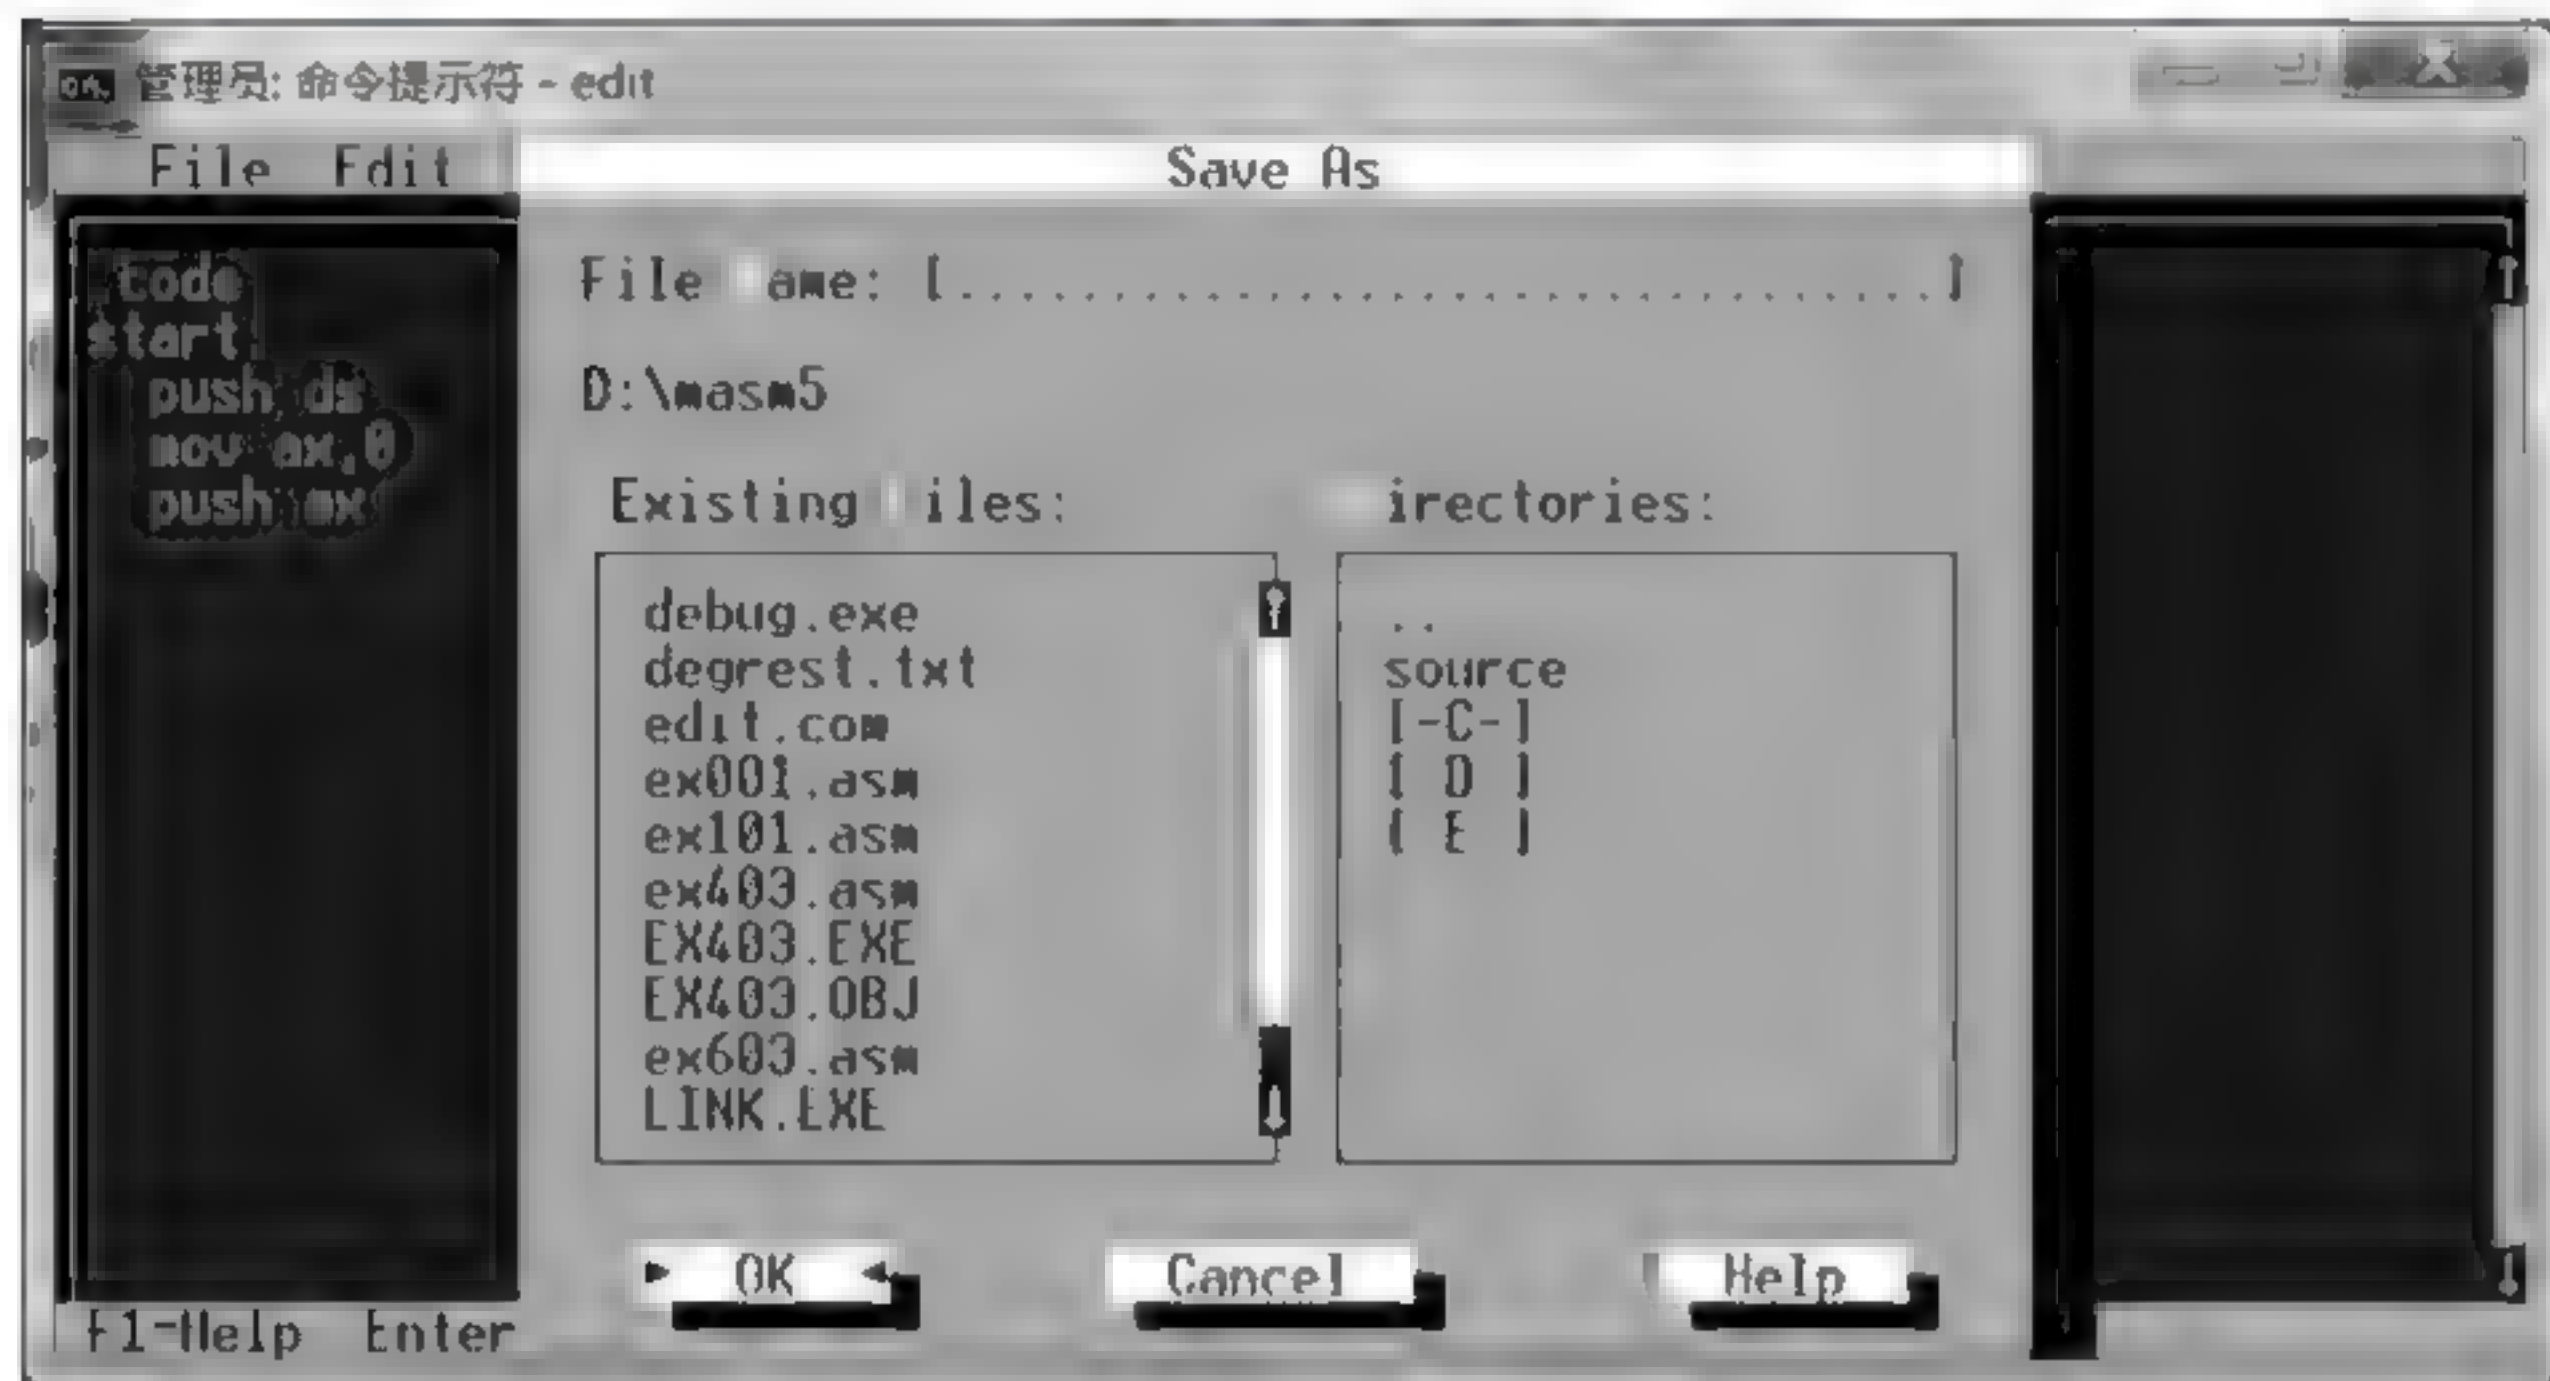 管理员: 命令提示符 - edit
File Edit
Save As
.code
start
push ds
mov ax,0
push ax
File ame: [..................................]
D:\masm5
Existing iles:
irectories:
debug.exe
degrest.txt
edit.com
ex001.asm
ex101.asm
ex403.asm
EX403.EXE
EX403.OBJ
ex603.asm
LINK.EXE
..
source
[-C-]
[ D ]
[ E ]
OK
Cancel
Help
F1-Help Enter